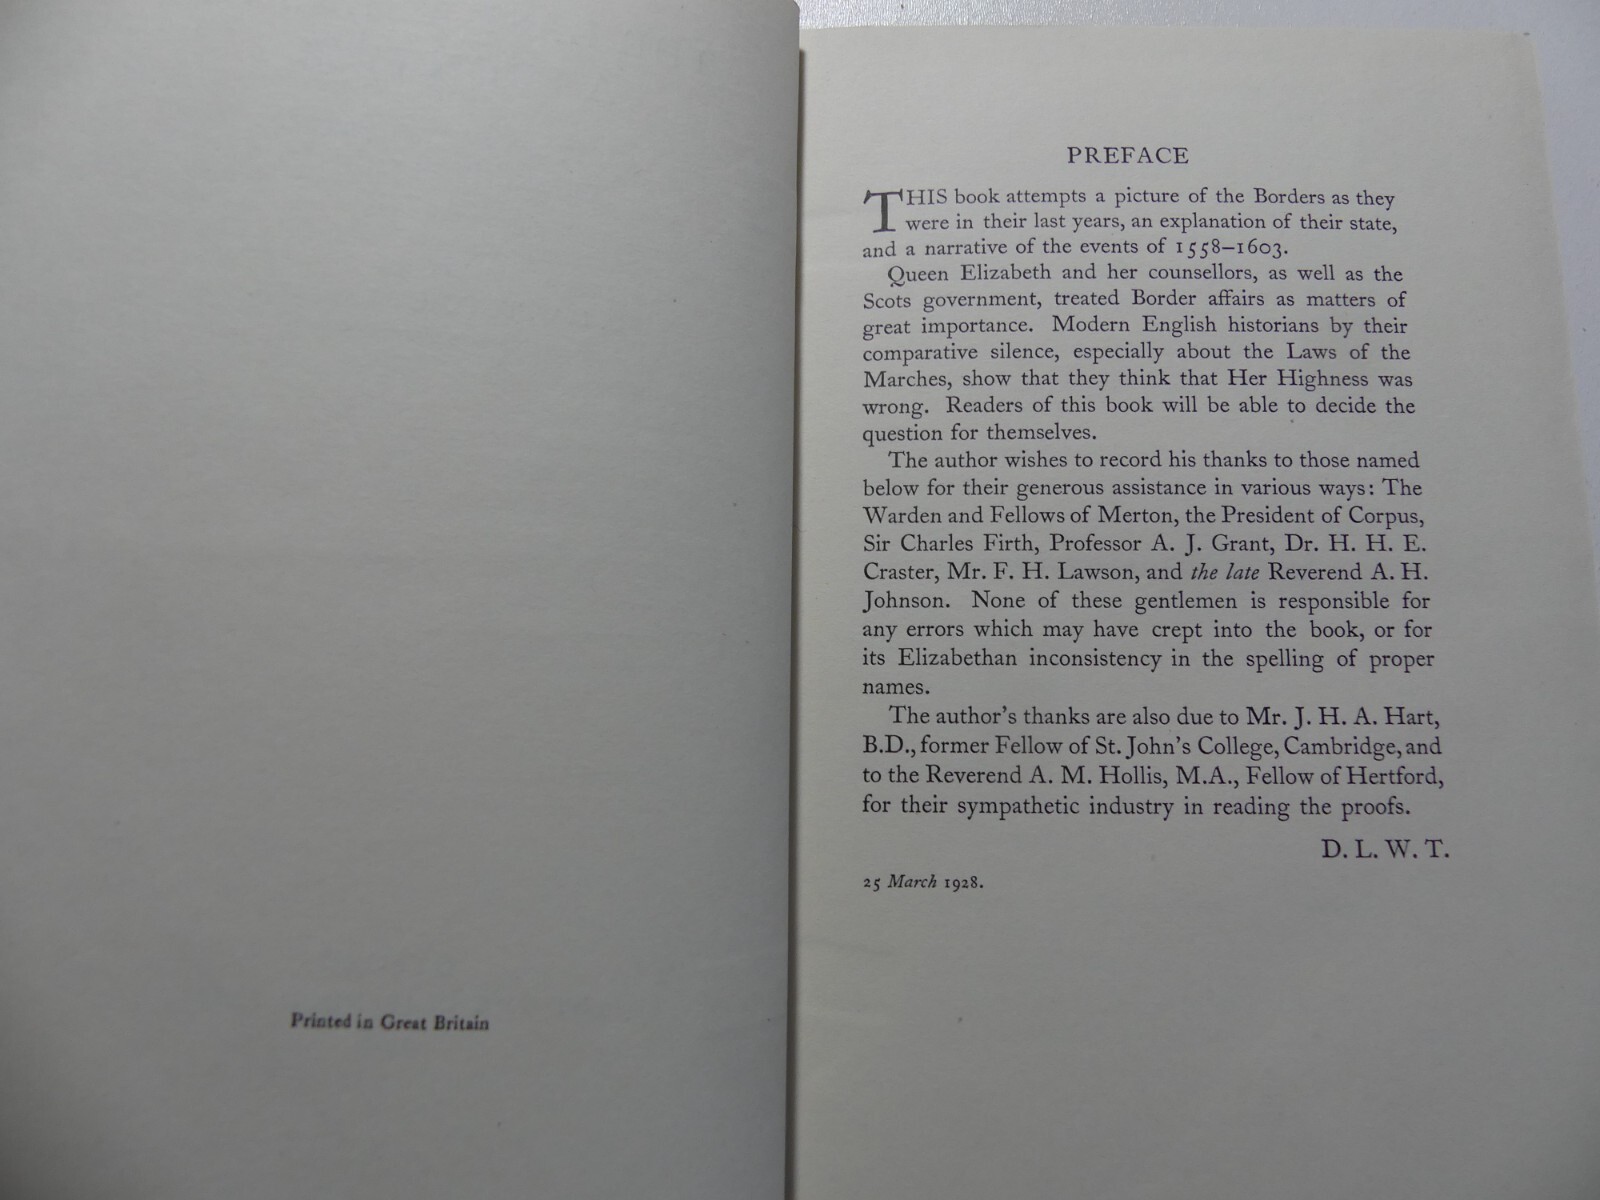 Printed in Great Britain
PREFACE
THIS book attempts a picture of the Borders as they
were in their last years, an explanation of their state,
and a narrative of the events of 1558–1603.
Queen Elizabeth and her counsellors, as well as the
Scots government, treated Border affairs as matters of
great importance. Modern English historians by their
comparative silence, especially about the Laws of the
Marches, show that they think that Her Highness was
wrong. Readers of this book will be able to decide the
question for themselves.
The author wishes to record his thanks to those named
below for their generous assistance in various ways: The
Warden and Fellows of Merton, the President of Corpus,
Sir Charles Firth, Professor A. J. Grant, Dr. H. H. E.
Craster, Mr. F. H. Lawson, and the late Reverend A. H.
Johnson. None of these gentlemen is responsible for
any errors which may have crept into the book, or for
its Elizabethan inconsistency in the spelling of proper
names.
The author's thanks are also due to Mr. J. H. A. Hart,
B.D., former Fellow of St. John's College, Cambridge, and
to the Reverend A. M. Hollis, M.A., Fellow of Hertford,
for their sympathetic industry in reading the proofs.
D. L. W. T.
25 March 1928.